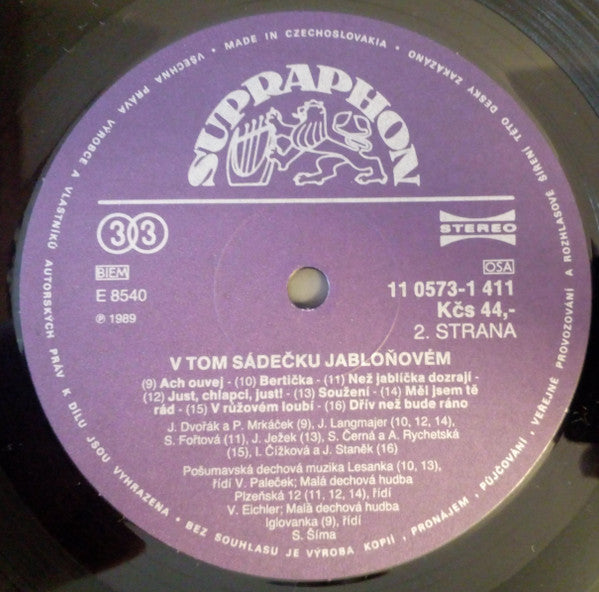 VŠECHNA PRÁVA VÝROBCE A VLASTNÍKŮ AUTORSKÝCH PRÁV K DÍLU JSOU VYHRAZENA • BEZ SOUHLASU JE VÝROBA KOPIÍ, PRONÁJEM, PŮJČOVÁNÍ, VEŘEJNÉ PROVOZOVÁNÍ A ROZHLASOVÉ ŠÍŘENÍ TÉTO DESKY ZAKÁZÁNO • MADE IN CZECHOSLOVAKIA •
SUPRAPHON
33
STEREO
BIEM
OSA
E 8540
11 0573-1 411
Kčs 44,-
℗ 1989
2. STRANA
V TOM SÁDEČKU JABLOŇOVÉM
(9) Ach ouvej - (10) Bertička - (11) Než jablíčka dozrají -
(12) Just, chlapci, just! - (13) Soužení - (14) Měl jsem tě
rád - (15) V růžovém loubí - (16) Dřív než bude ráno
J. Dvořák a P. Mrkáček (9), J. Langmajer (10, 12, 14),
S. Fořtová (11), J. Ježek (13), S. Černá a A. Rychetská
(15), I. Čížková a J. Staněk (16)
Pošumavská dechová muzika Lesanka (10, 13),
řídí V. Paleček; Malá dechová hudba
Plzeňská 12 (11, 12, 14), řídí
V. Eichler; Malá dechová hudba
Iglovanka (9), řídí
S. Šíma